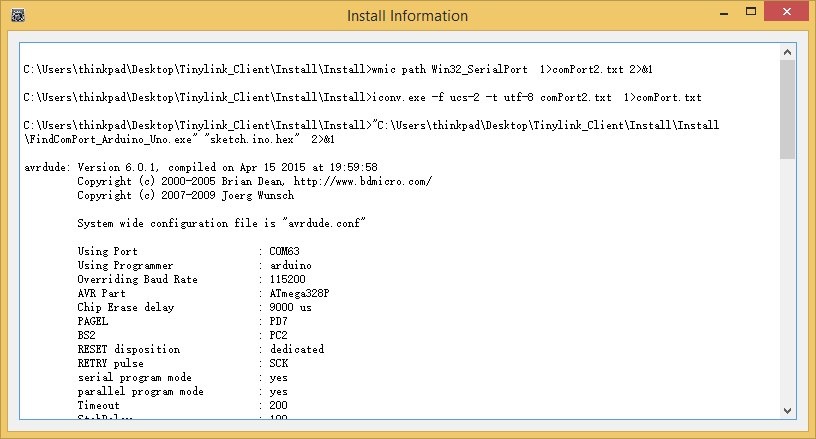 Install Information
C:\Users\thinkpad\Desktop\Tinylink_Client\Install\Install>wmic path Win32_SerialPort  1>comPort2.txt 2>&1
C:\Users\thinkpad\Desktop\Tinylink_Client\Install\Install>iconv.exe -f ucs-2 -t utf-8 comPort2.txt  1>comPort.txt
C:\Users\thinkpad\Desktop\Tinylink_Client\Install\Install>"C:\Users\thinkpad\Desktop\Tinylink_Client\Install\Install
\FindComPort_Arduino_Uno.exe" "sketch.ino.hex"  2>&1
avrdude: Version 6.0.1, compiled on Apr 15 2015 at 19:59:58
Copyright (c) 2000-2005 Brian Dean, http://www.bdmicro.com/
Copyright (c) 2007-2009 Joerg Wunsch
System wide configuration file is "avrdude.conf"
Using Port : COM63
Using Programmer : arduino
Overriding Baud Rate : 115200
AVR Part : ATmega328P
Chip Erase delay : 9000 us
PAGEL : PD7
BS2 : PC2
RESET disposition : dedicated
RETRY pulse : SCK
serial program mode : yes
parallel program mode : yes
Timeout : 200
StabDelay : 100